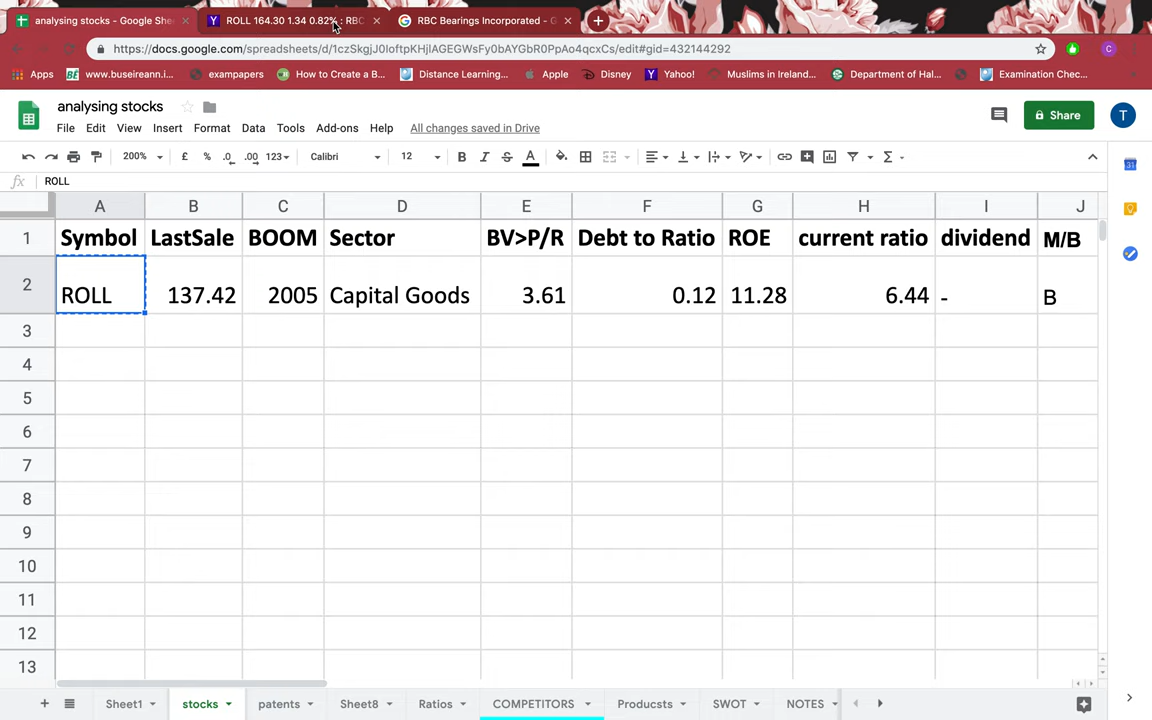 analysing stocks - Google She
ROLL 164.30 1.34 0.82% : RBC
RBC Bearings Incorporated - G
https://docs.google.com/spreadsheets/d/1czSkgjJ0loftpKHjlAGEGWsFy0bAYGbR0PpAo4qcxCs/edit#gid=432144292
Apps
www.buseireann.i...
exampapers
How to Create a B...
Distance Learning...
Apple
Disney
Yahoo!
Muslims in Ireland...
Department of Hal...
Examination Chec...
analysing stocks
File Edit View Insert Format Data Tools Add-ons Help All changes saved in Drive
Share
T
200% £ % .0 .00 123 Calibri 12 B I S A
fx ROLL
A B C D E F G H I J
1 Symbol LastSale BOOM Sector BV>P/R Debt to Ratio ROE current ratio dividend M/B
2 ROLL 137.42 2005 Capital Goods 3.61 0.12 11.28 6.44 - B
3
4
5
6
7
8
9
10
11
12
13
Sheet1 stocks patents Sheet8 Ratios COMPETITORS Producsts SWOT NOTES